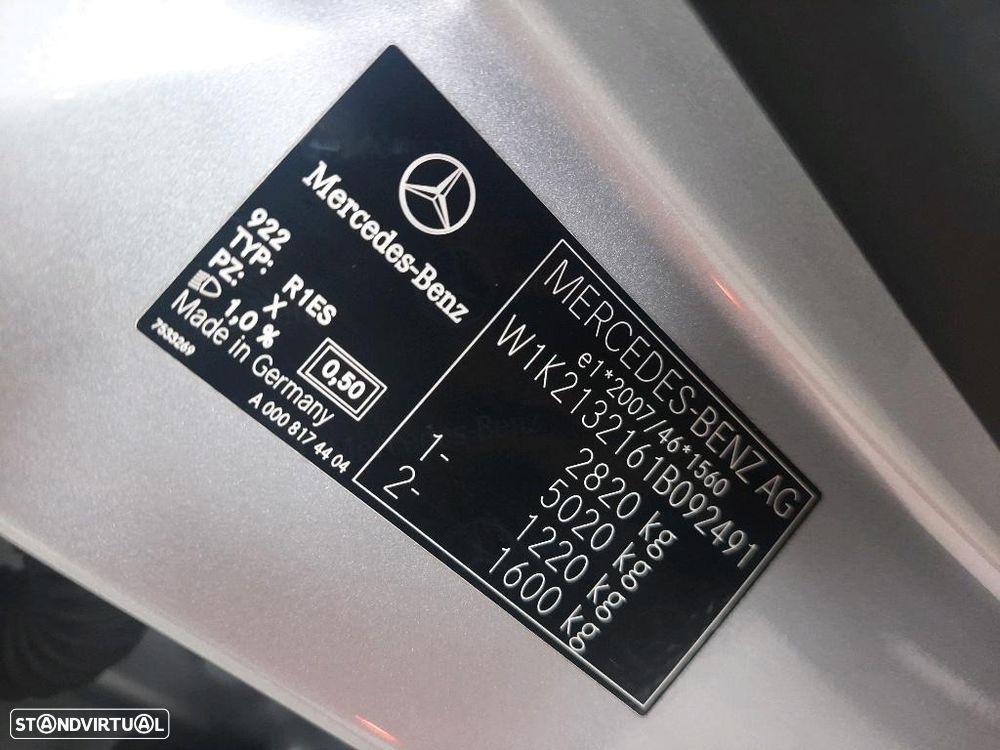 Mercedes-Benz
922
TYP: R1ES
PZ: X
1.0 %
0,50
Made in Germany
7533269
A 000 817 44 04
MERCEDES-BENZ AG
e1*2007/46*1560
W1K2132161B092491
2820 kg
5020 kg
1- 1220 kg
2- 1600 kg
STANDVIRTUAL